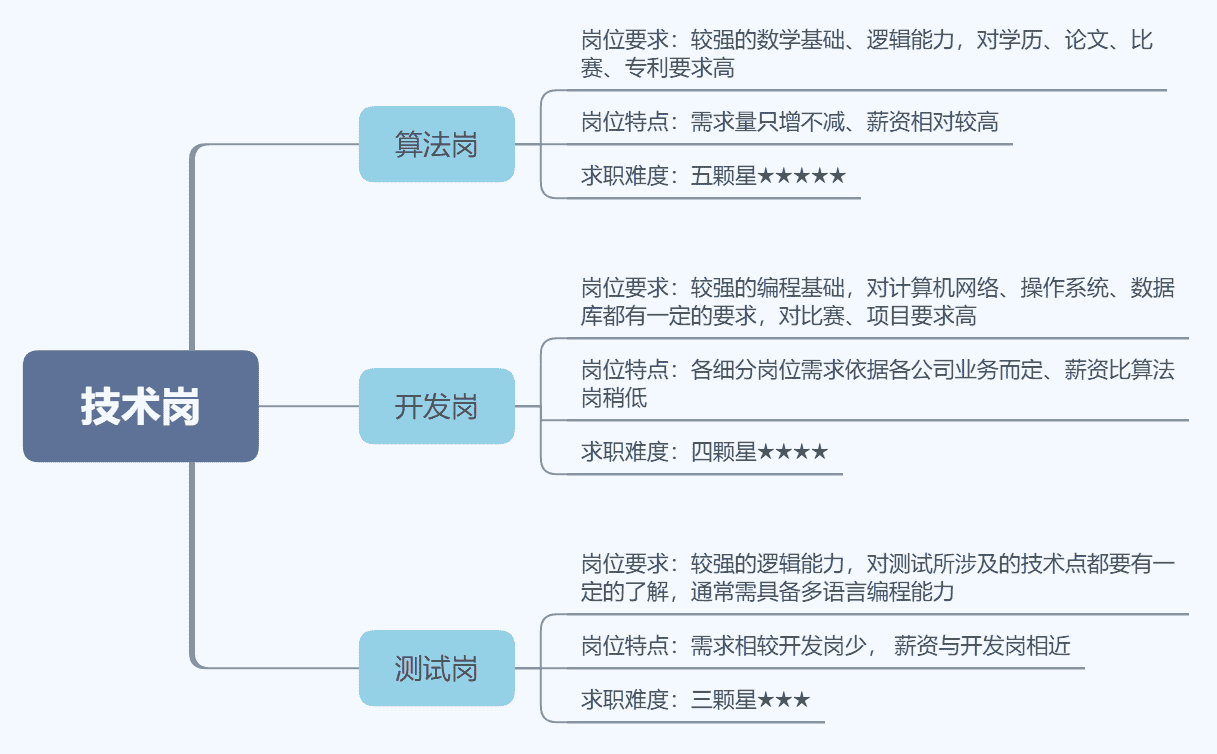 技术岗
算法岗
岗位要求：较强的数学基础、逻辑能力，对学历、论文、比
赛、专利要求高
岗位特点：需求量只增不减、薪资相对较高
求职难度：五颗星★★★★★
开发岗
岗位要求：较强的编程基础，对计算机网络、操作系统、数据
库都有一定的要求，对比赛、项目要求高
岗位特点：各细分岗位需求依据各公司业务而定、薪资比算法
岗稍低
求职难度：四颗星★★★★
测试岗
岗位要求：较强的逻辑能力，对测试所涉及的技术点都要有一
定的了解，通常需具备多语言编程能力
岗位特点：需求相较开发岗少， 薪资与开发岗相近
求职难度：三颗星★★★